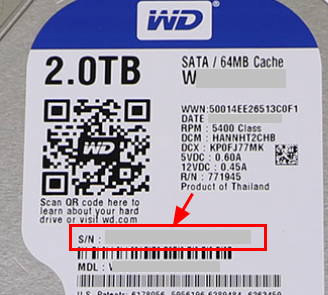 WD
2.0TB
SATA / 64MB Cache
W
WWN:50014EE26513C0F1
DATE
RPM : 5400 Class
DCM : HANNHT2CHB
DCX : KP0FJ77MK
5VDC : 0.60A
12VDC : 0.45A
R/N : 771945
Product of Thailand
WD
Scan QR code here to
learn about your hard
drive or visit wd.com
S/N :
MDL :
U.S. Patents: